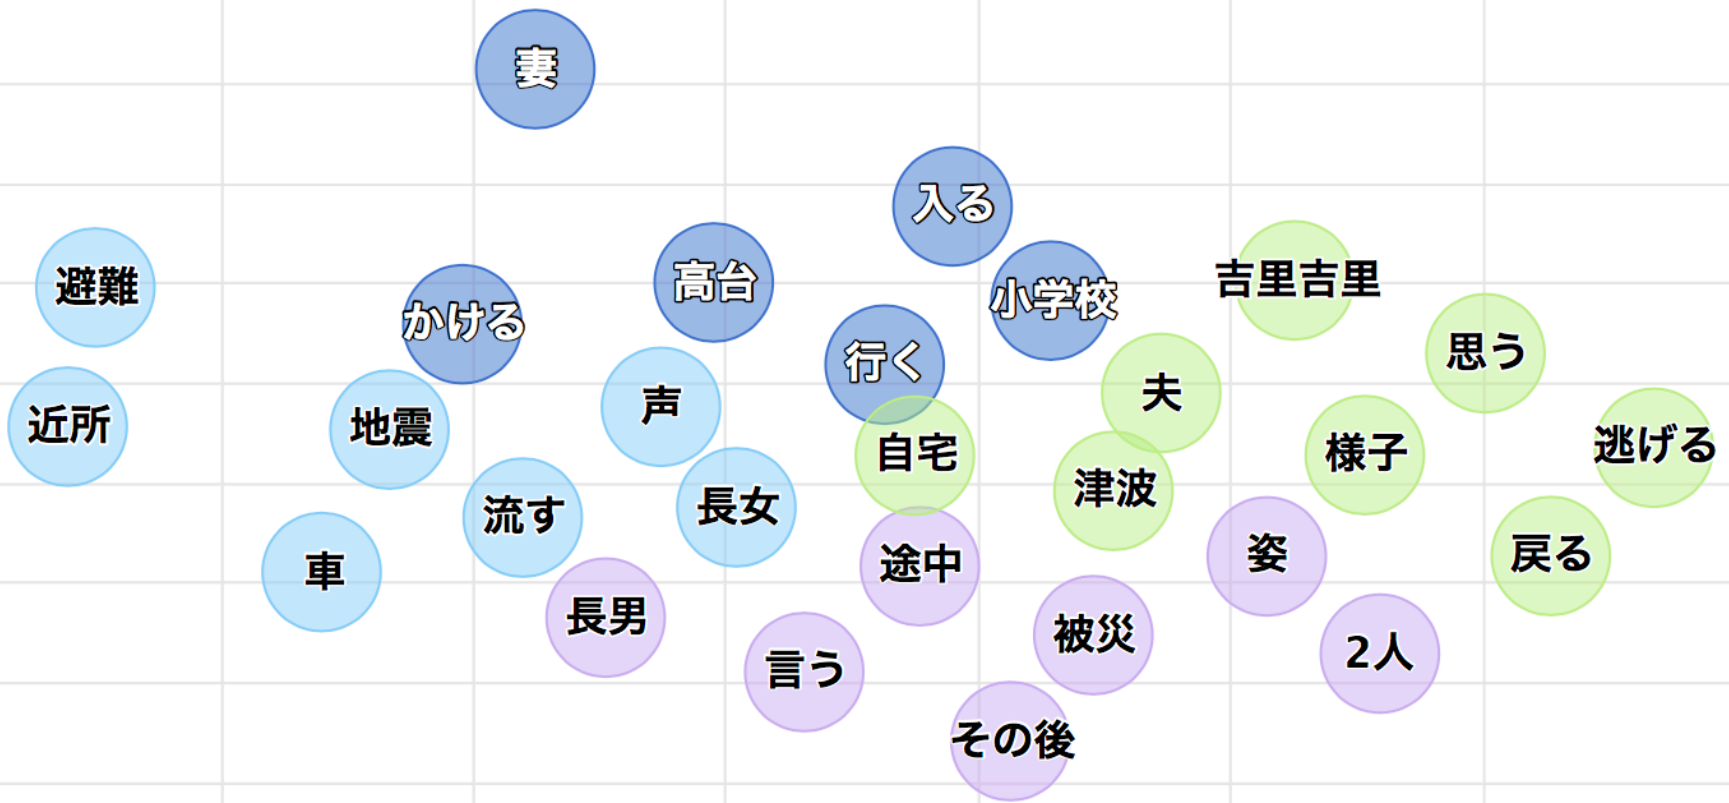 妻
入る
避難
かける
高台
小学校
吉里吉里
行く
思う
近所
地震
声
夫
自宅
様子
逃げる
流す
長女
津波
車
途中
姿
戻る
長男
言う
被災
2人
その後